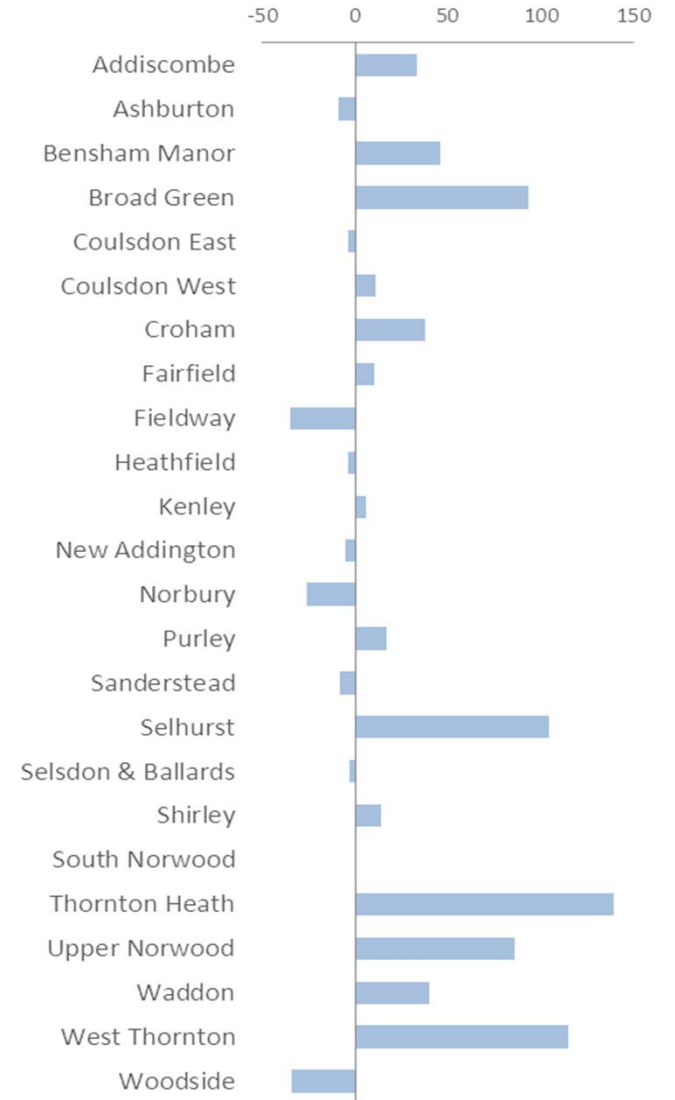 -50 0 50 100 150
Addiscombe
Ashburton
Bensham Manor
Broad Green
Coulsdon East
Coulsdon West
Croham
Fairfield
Fieldway
Heathfield
Kenley
New Addington
Norbury
Purley
Sanderstead
Selhurst
Selsdon & Ballards
Shirley
South Norwood
Thornton Heath
Upper Norwood
Waddon
West Thornton
Woodside